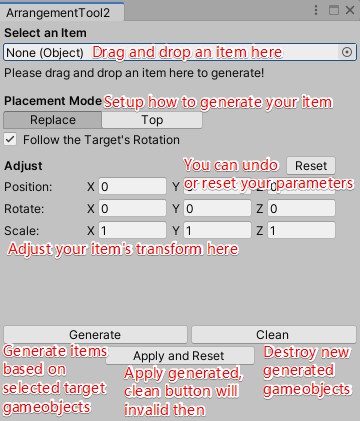 ArrangementTool2
Select an Item
None (Object) Drag and drop an item here
Please drag and drop an item here to generate!
Placement Mode Setup how to generate your item
Replace Top
Follow the Target's Rotation
Adjust You can undo Reset
or reset your parameters
Position: X 0 Y Z 0
Rotate: X 0 Y 0 Z 0
Scale: X 1 Y 1 Z 1
Adjust your item's transform here
Generate Clean
Generate items
based on
selected target
gameobjects
Apply and Reset
Apply generated,
clean button will
invalid then
Destroy new
generated
gameobjects